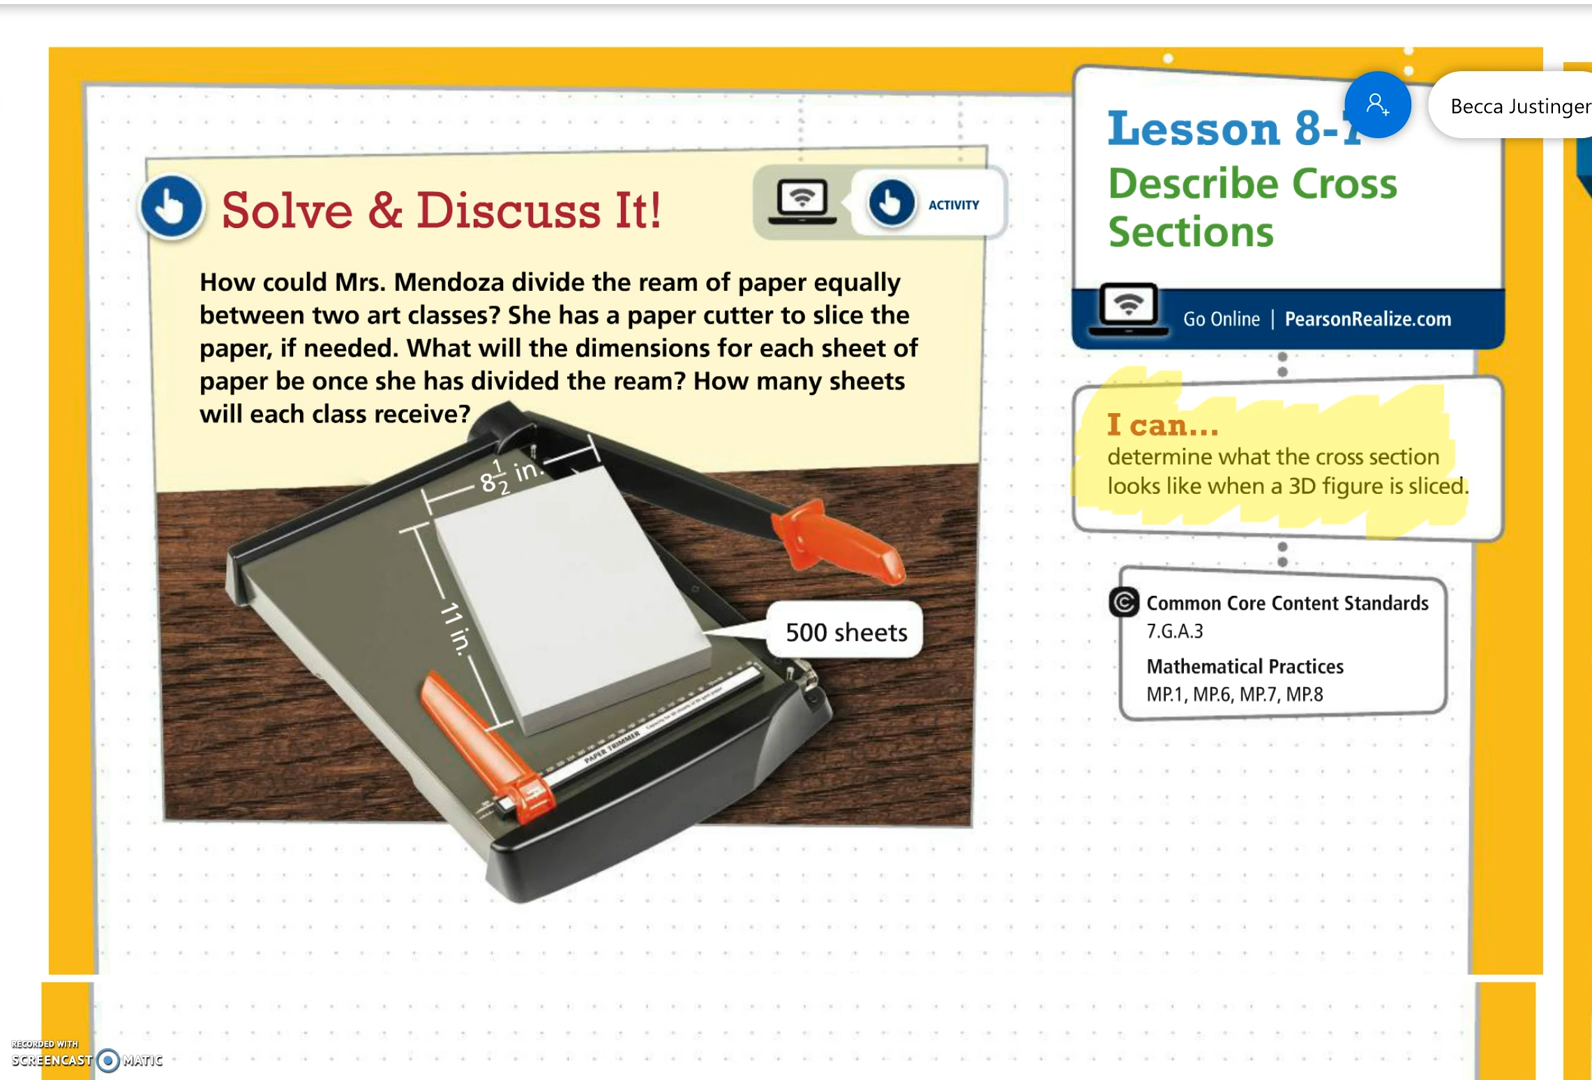 Solve & Discuss It!
ACTIVITY
How could Mrs. Mendoza divide the ream of paper equally
between two art classes? She has a paper cutter to slice the
paper, if needed. What will the dimensions for each sheet of
paper be once she has divided the ream? How many sheets
will each class receive?
8 1/2 in.
11 in.
500 sheets
PAPER TRIMMER
Lesson 8-7
Describe Cross
Sections
Becca Justinger
Go Online | PearsonRealize.com
I can...
determine what the cross section
looks like when a 3D figure is sliced.
Common Core Content Standards
7.G.A.3
Mathematical Practices
MP.1, MP.6, MP.7, MP.8
RECORDED WITH
SCREENCAST MATIC